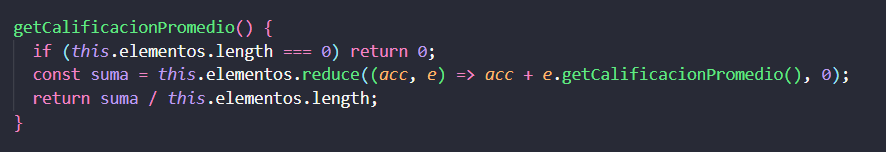 getCalificacionPromedio() {
  if (this.elementos.length === 0) return 0;
  const suma = this.elementos.reduce((acc, e) => acc + e.getCalificacionPromedio(), 0);
  return suma / this.elementos.length;
}